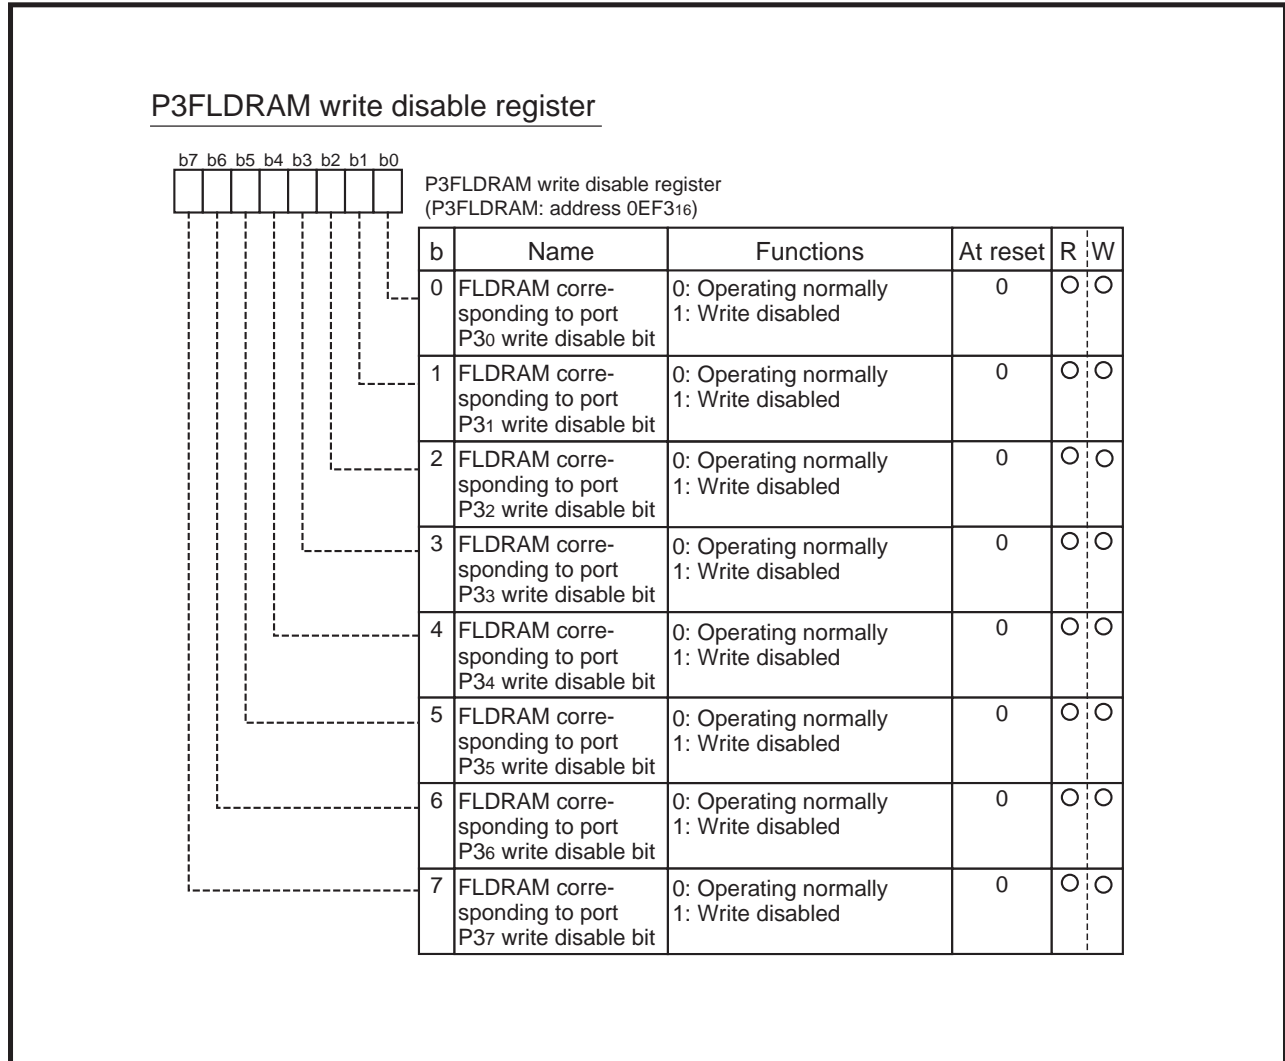 P3FLDRAM write disable register
b7 b6 b5 b4 b3 b2 b1 b0
P3FLDRAM write disable register
(P3FLDRAM: address 0EF316)
b Name Functions At reset R W
0 FLDRAM corre- 0: Operating normally 0 ○ ○
sponding to port 1: Write disabled
P30 write disable bit
1 FLDRAM corre- 0: Operating normally 0 ○ ○
sponding to port 1: Write disabled
P31 write disable bit
2 FLDRAM corre- 0: Operating normally 0 ○ ○
sponding to port 1: Write disabled
P32 write disable bit
3 FLDRAM corre- 0: Operating normally 0 ○ ○
sponding to port 1: Write disabled
P33 write disable bit
4 FLDRAM corre- 0: Operating normally 0 ○ ○
sponding to port 1: Write disabled
P34 write disable bit
5 FLDRAM corre- 0: Operating normally 0 ○ ○
sponding to port 1: Write disabled
P35 write disable bit
6 FLDRAM corre- 0: Operating normally 0 ○ ○
sponding to port 1: Write disabled
P36 write disable bit
7 FLDRAM corre- 0: Operating normally 0 ○ ○
sponding to port 1: Write disabled
P37 write disable bit